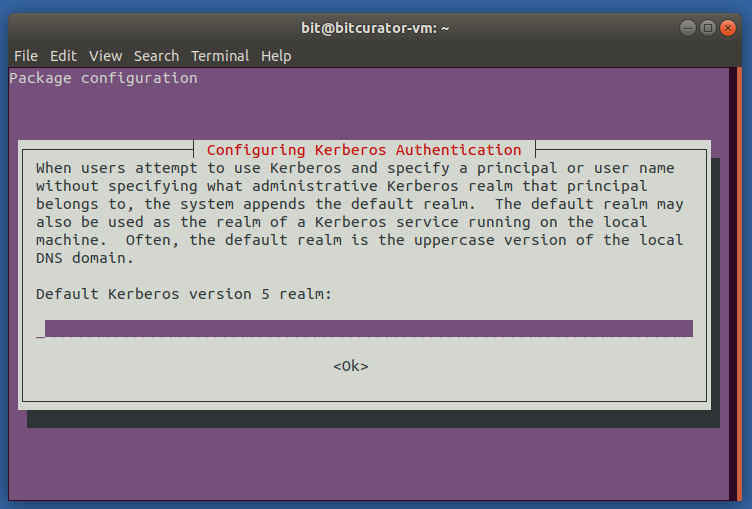 bit@bitcurator-vm: ~
File Edit View Search Terminal Help
Package configuration
Configuring Kerberos Authentication
When users attempt to use Kerberos and specify a principal or user name
without specifying what administrative Kerberos realm that principal
belongs to, the system appends the default realm.  The default realm may
also be used as the realm of a Kerberos service running on the local
machine.  Often, the default realm is the uppercase version of the local
DNS domain.
Default Kerberos version 5 realm:
<Ok>